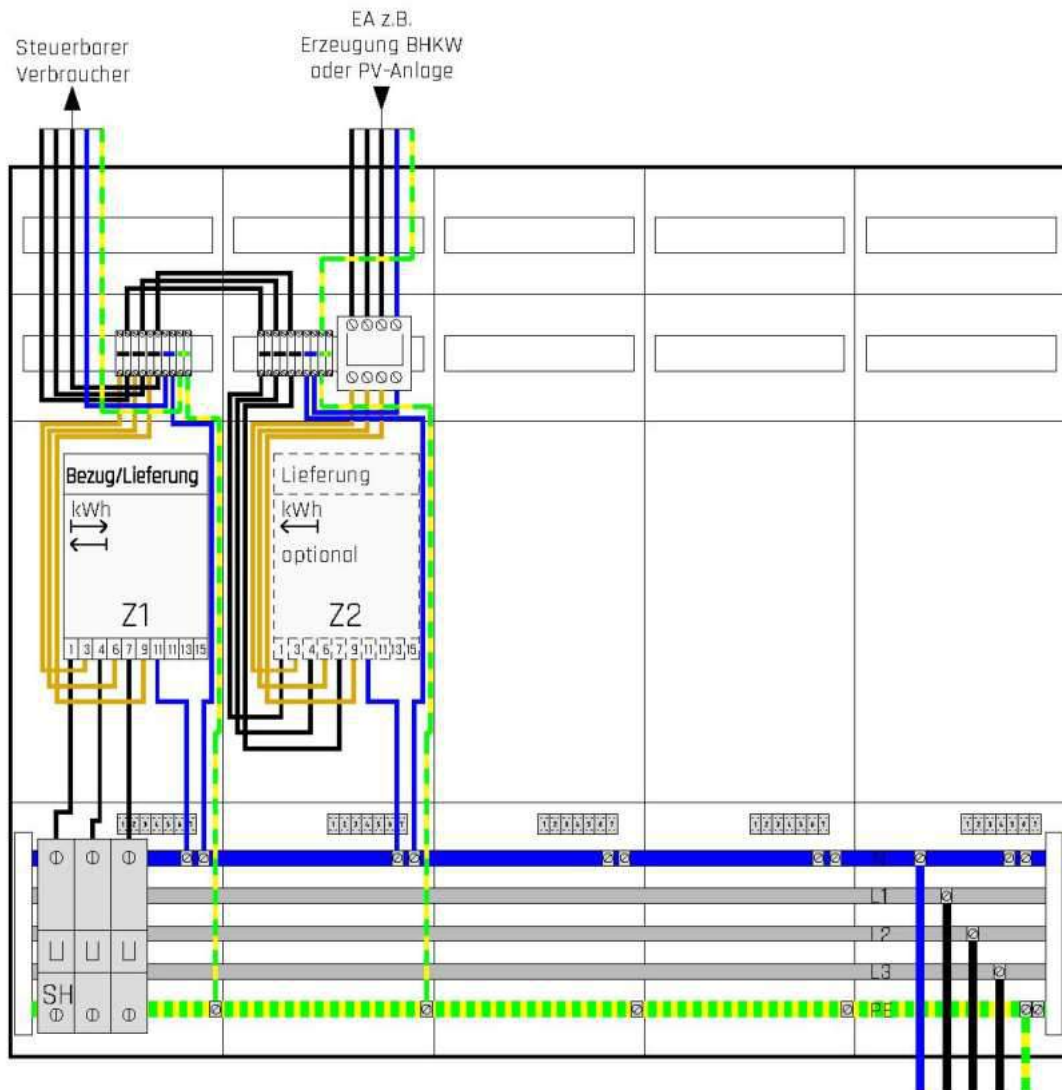 EA z.B.
Steuerbarer
Erzeugung BHKW
Verbraucher
oder PV-Anlage
Bezug/Lieferung
kWh
Z1
1 3 4 6 7 9 11 11 13 15
Lieferung
kWh
optional
Z2
1 3 4 6 7 9 11 11 13 15
N
L1
L2
L3
SH
PE